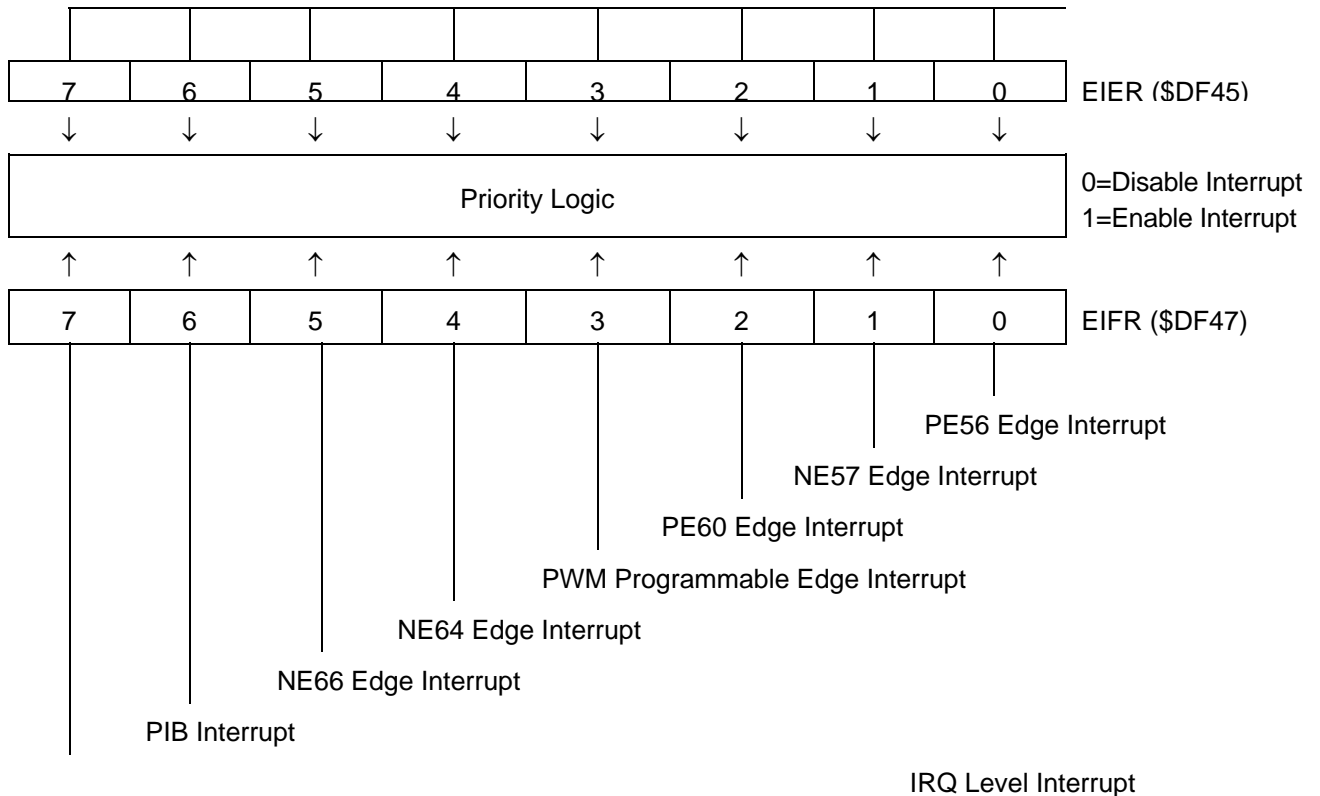 7 6 5 4 3 2 1 0 EIER ($DF45)
↓ ↓ ↓ ↓ ↓ ↓ ↓ ↓
Priority Logic
0=Disable Interrupt
1=Enable Interrupt
↑ ↑ ↑ ↑ ↑ ↑ ↑ ↑
7 6 5 4 3 2 1 0 EIFR ($DF47)
PE56 Edge Interrupt
NE57 Edge Interrupt
PE60 Edge Interrupt
PWM Programmable Edge Interrupt
NE64 Edge Interrupt
NE66 Edge Interrupt
PIB Interrupt
IRQ Level Interrupt